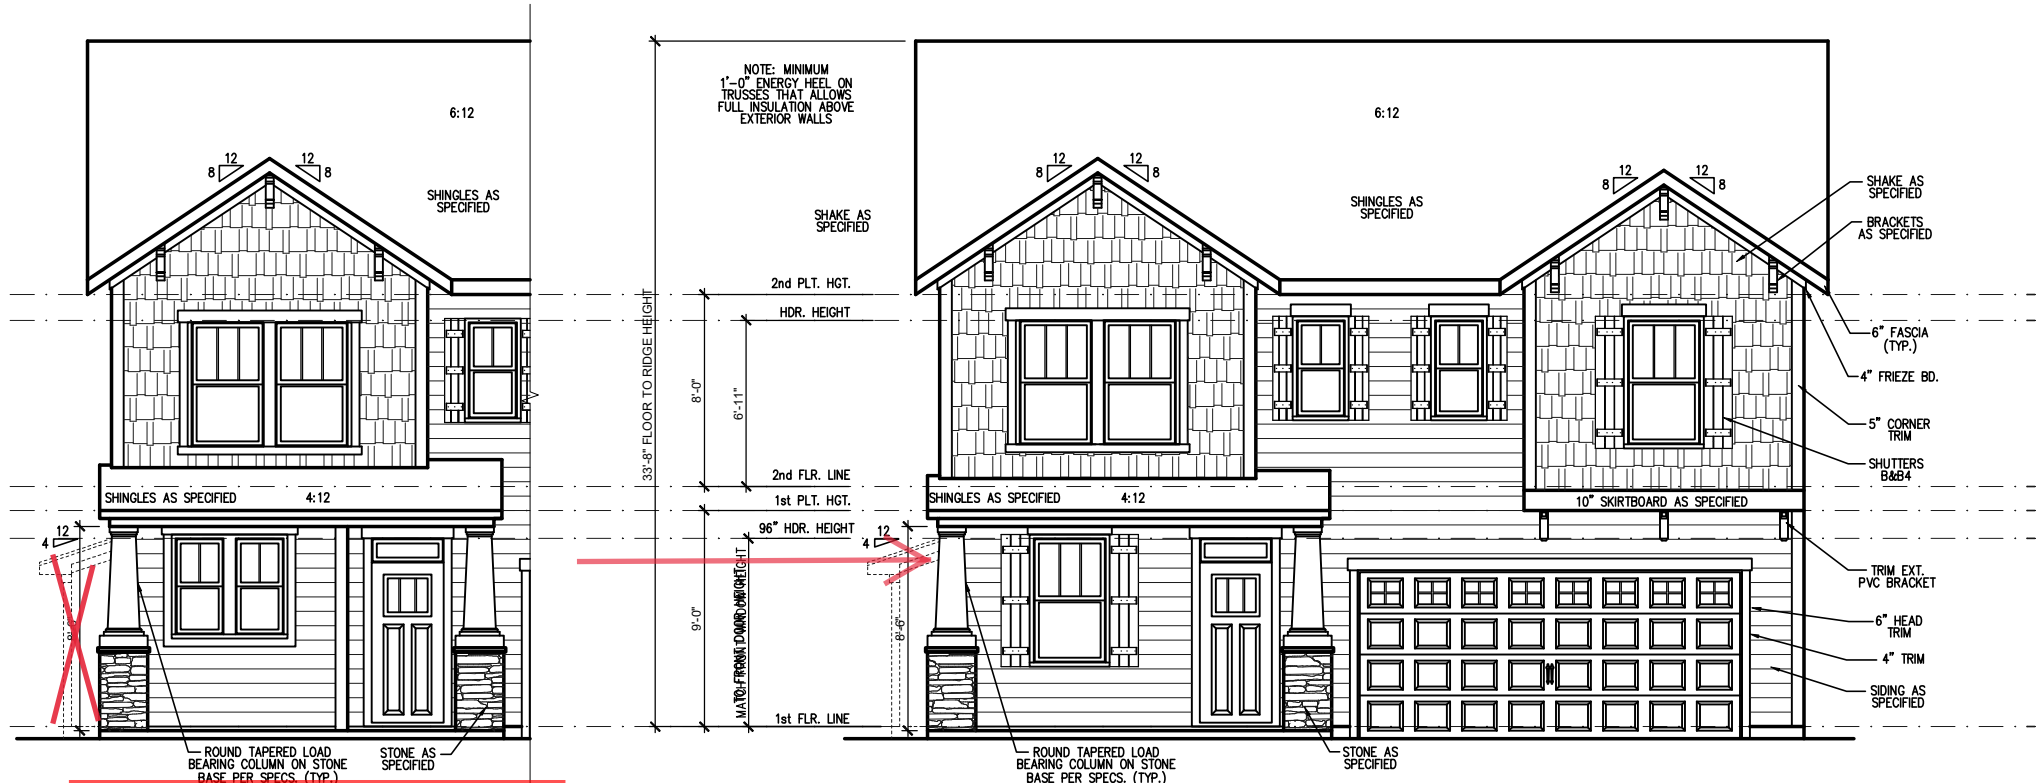 6:12
12
8
12
8
SHINGLES AS
SPECIFIED
SHINGLES AS SPECIFIED
4:12
12
4
8'-6"
ROUND TAPERED LOAD
BEARING COLUMN ON STONE
BASE PER SPECS. (TYP.)
STONE AS
SPECIFIED
33'-8" FLOOR TO RIDGE HEIGHT
NOTE: MINIMUM
1'-0" ENERGY HEEL ON
TRUSSES THAT ALLOWS
FULL INSULATION ABOVE
EXTERIOR WALLS
SHAKE AS
SPECIFIED
2nd PLT. HGT.
HDR. HEIGHT
8'-0"
6'-11"
2nd FLR. LINE
1st PLT. HGT.
96" HDR. HEIGHT
9'-0"
1st FLR. LINE
6:12
12
8
12
8
SHINGLES AS
SPECIFIED
12
8
12
8
SHINGLES AS SPECIFIED
4:12
12
4
8'-6"
10" SKIRTBOARD AS SPECIFIED
ROUND TAPERED LOAD
BEARING COLUMN ON STONE
BASE PER SPECS. (TYP.)
STONE AS
SPECIFIED
SHAKE AS
SPECIFIED
BRACKETS
AS SPECIFIED
6" FASCIA
(TYP.)
4" FRIEZE BD.
5" CORNER
TRIM
SHUTTERS
B&B4
TRIM EXT.
PVC BRACKET
6" HEAD
TRIM
4" TRIM
SIDING AS
SPECIFIED